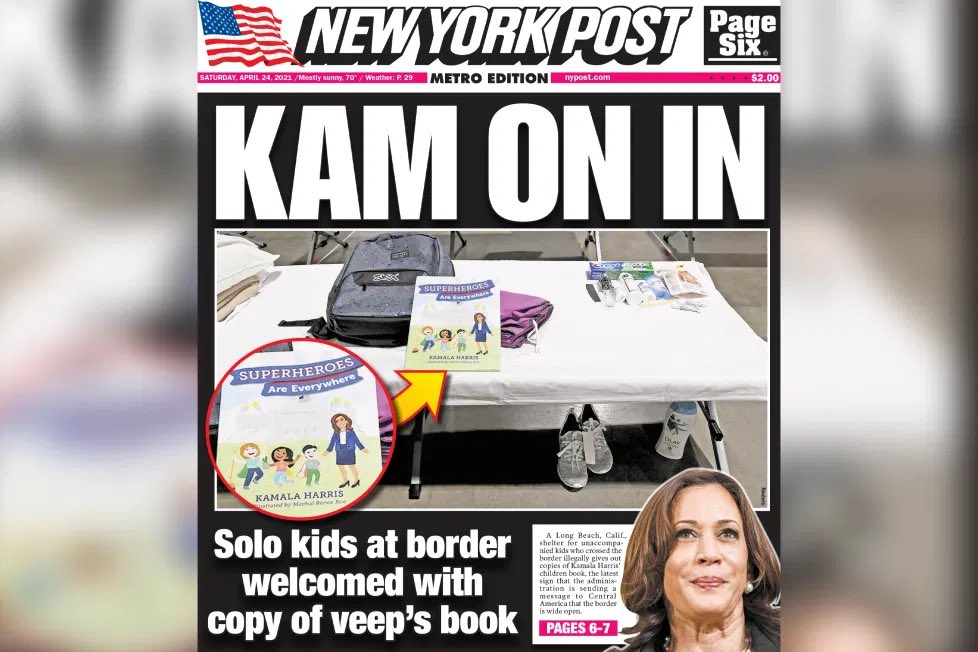 NEW YORK POST
Page
Six
SATURDAY, APRIL 24, 2021 / Mostly sunny, 70° / Weather: P. 29
METRO EDITION
nypost.com
$2.00
KAM ON IN
SUPERHEROES
Are Everywhere
KAMALA HARRIS
SUPERHEROES
Are Everywhere
KAMALA HARRIS
Illustrated by Mechal Renee Roe
OLAY
Reuters
Solo kids at border
welcomed with
copy of veep's book
A Long Beach, Calif.,
shelter for unaccompa-
nied kids who crossed the
border illegally gives out
copies of Kamala Harris'
children book, the latest
sign that the adminis-
tration is sending a
message to Central
America that the border
is wide open.
PAGES 6-7